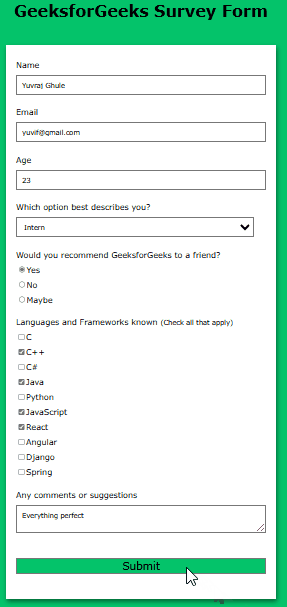 GeeksforGeeks Survey Form
Name
Yuvraj Ghule
Email
yuvif@gmail.com
Age
23
Which option best describes you?
Intern
Would you recommend GeeksforGeeks to a friend?
Yes
No
Maybe
Languages and Frameworks known (Check all that apply)
C
C++
C#
Java
Python
JavaScript
React
Angular
Django
Spring
Any comments or suggestions
Everything perfect
Submit